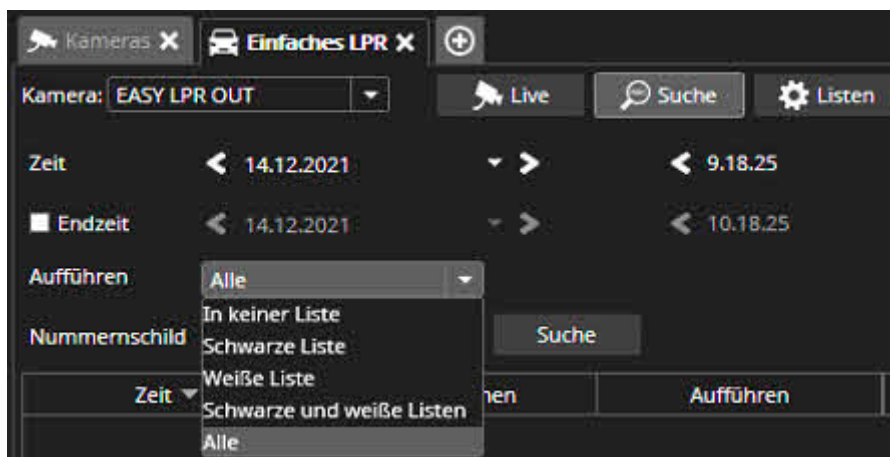 Kameras Einfaches LPR
Kamera: EASY LPR OUT Live Suche Listen
Zeit 14.12.2021 9.18.25
Endzeit 14.12.2021 10.18.25
Aufführen Alle
In keiner Liste
Nummernschild Suche
Schwarze Liste
Weiße Liste
Zeit nen Aufführen
Schwarze und weiße Listen
Alle